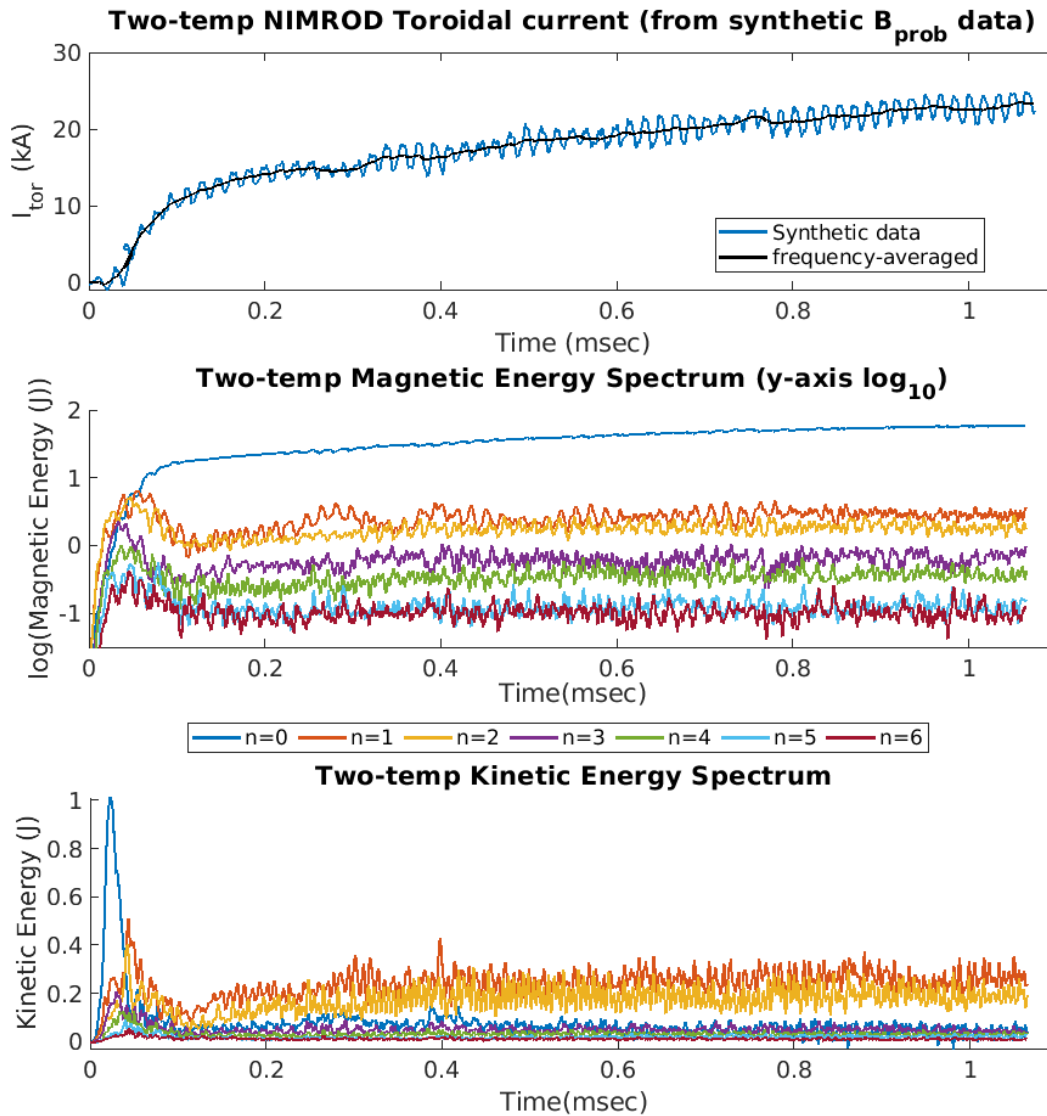 Two-temp NIMROD Toroidal current (from synthetic B_prob data)
30
20
10
0
I_tor (kA)
Synthetic data
frequency-averaged
0 0.2 0.4 0.6 0.8 1
Time (msec)
Two-temp Magnetic Energy Spectrum (y-axis log_10)
2
1
0
-1
log(Magnetic Energy (J))
0 0.2 0.4 0.6 0.8 1
Time(msec)
n=0 n=1 n=2 n=3 n=4 n=5 n=6
Two-temp Kinetic Energy Spectrum
1
0.8
0.6
0.4
0.2
0
Kinetic Energy (J)
0 0.2 0.4 0.6 0.8 1
Time(msec)